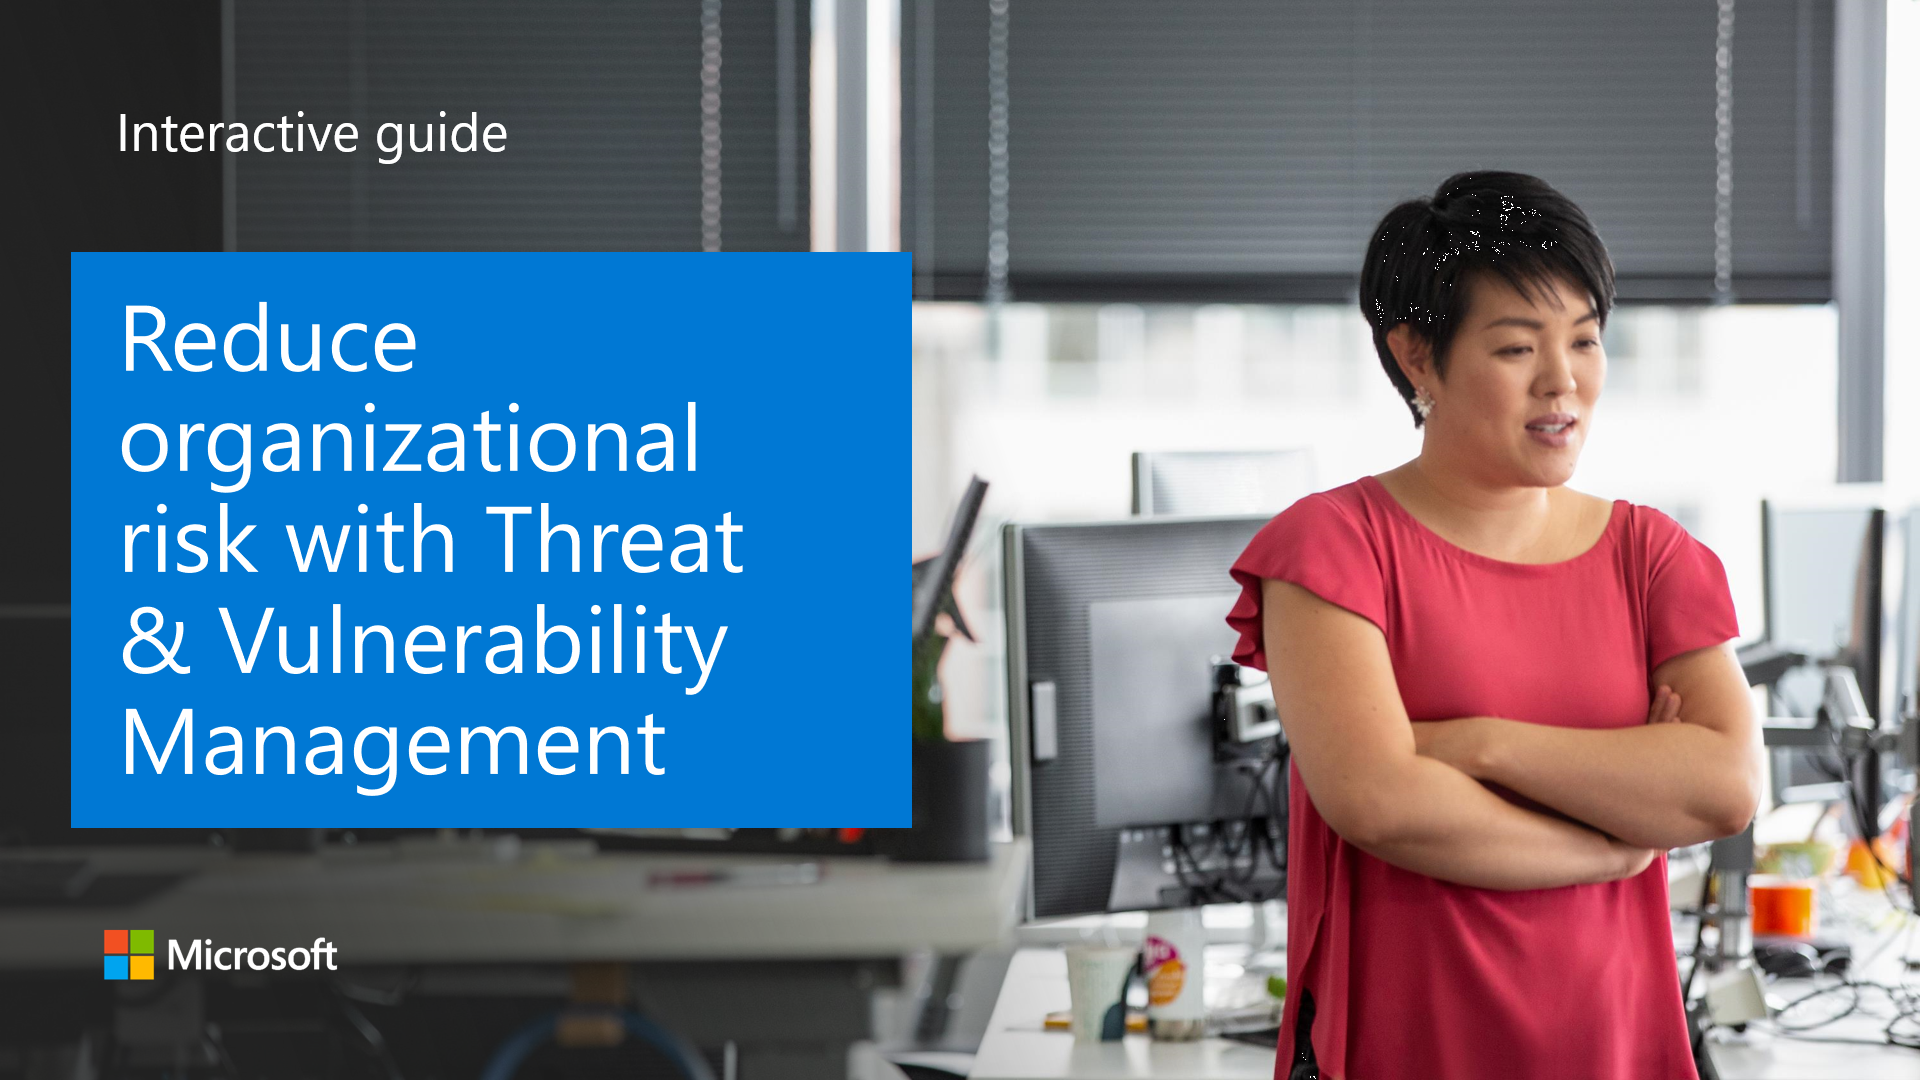 Interactive guide
Reduce
organizational
risk with Threat
& Vulnerability
Management
Microsoft